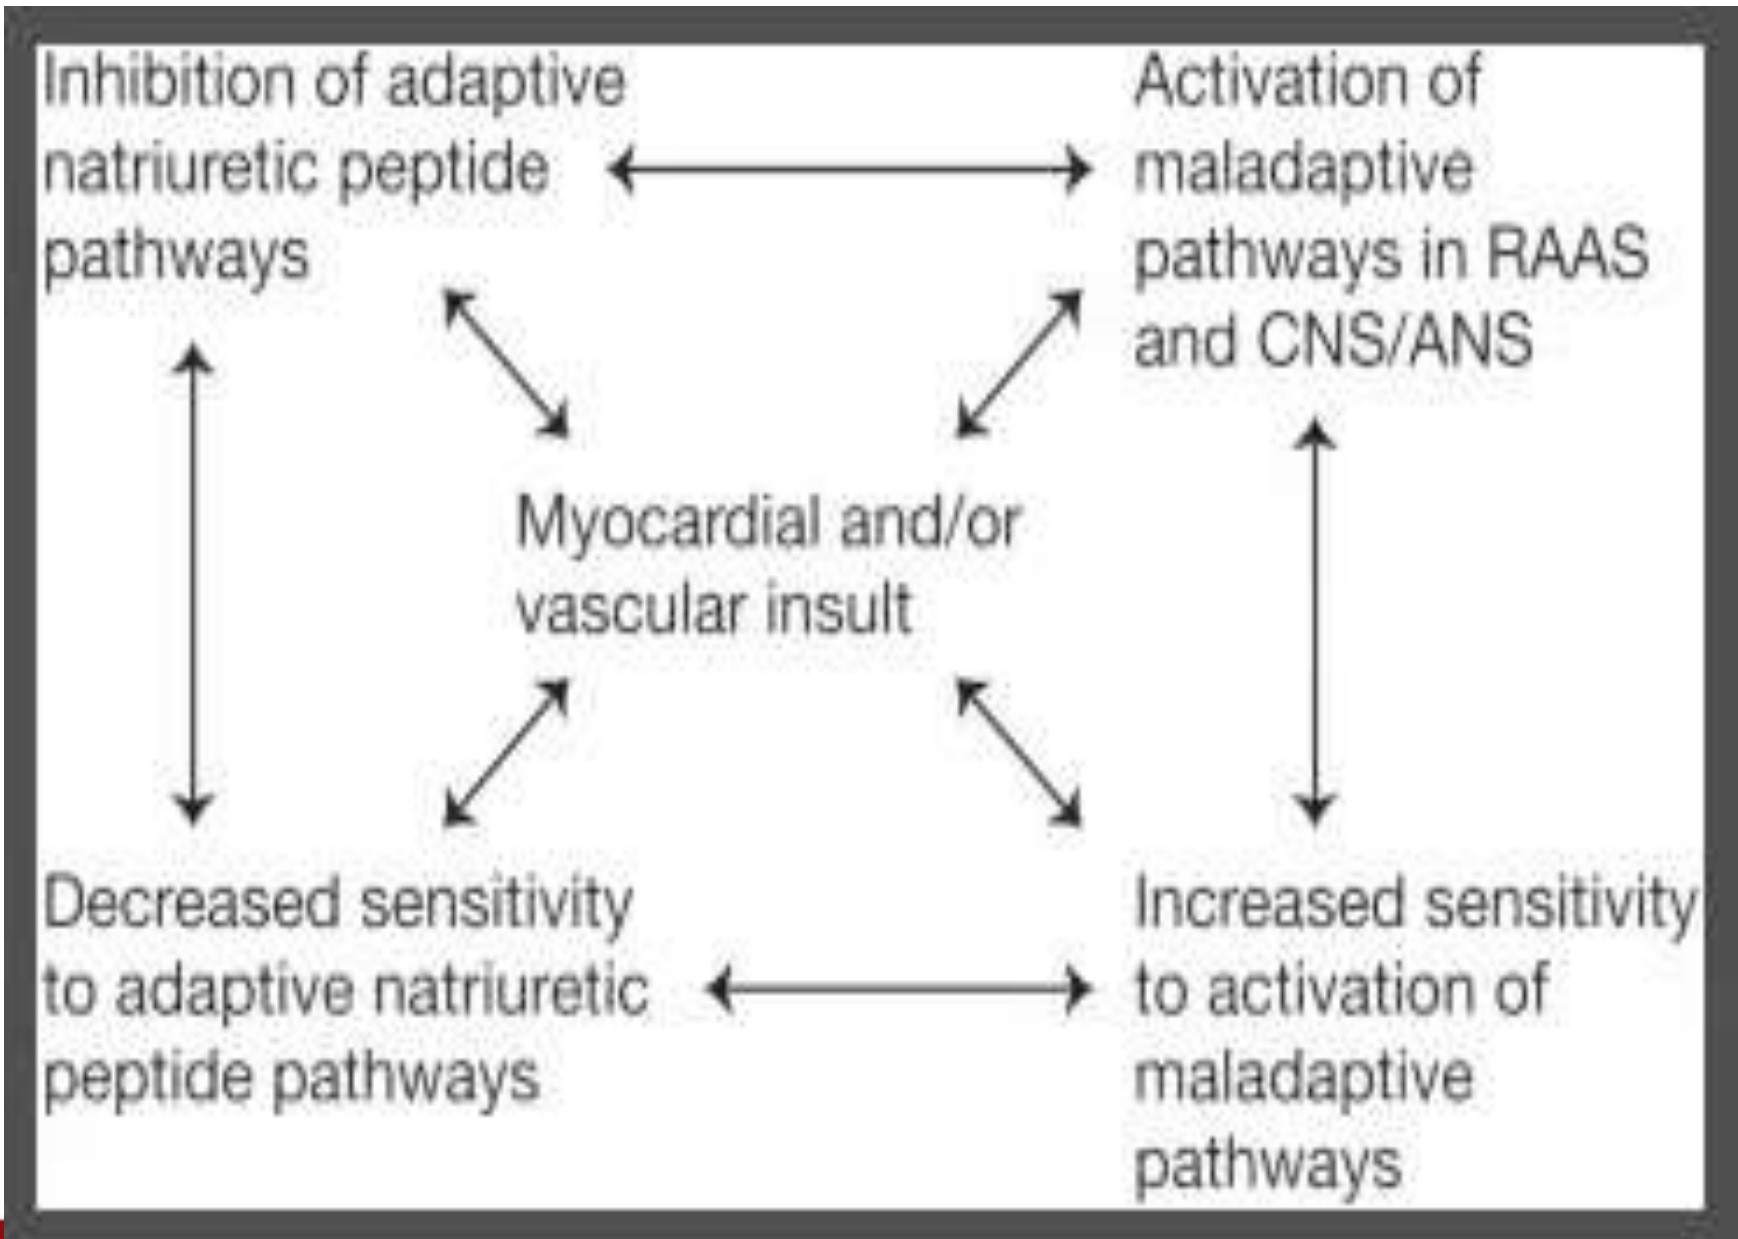 Inhibition of adaptive
natriuretic peptide
pathways
Activation of
maladaptive
pathways in RAAS
and CNS/ANS
Myocardial and/or
vascular insult
Decreased sensitivity
to adaptive natriuretic
peptide pathways
Increased sensitivity
to activation of
maladaptive
pathways